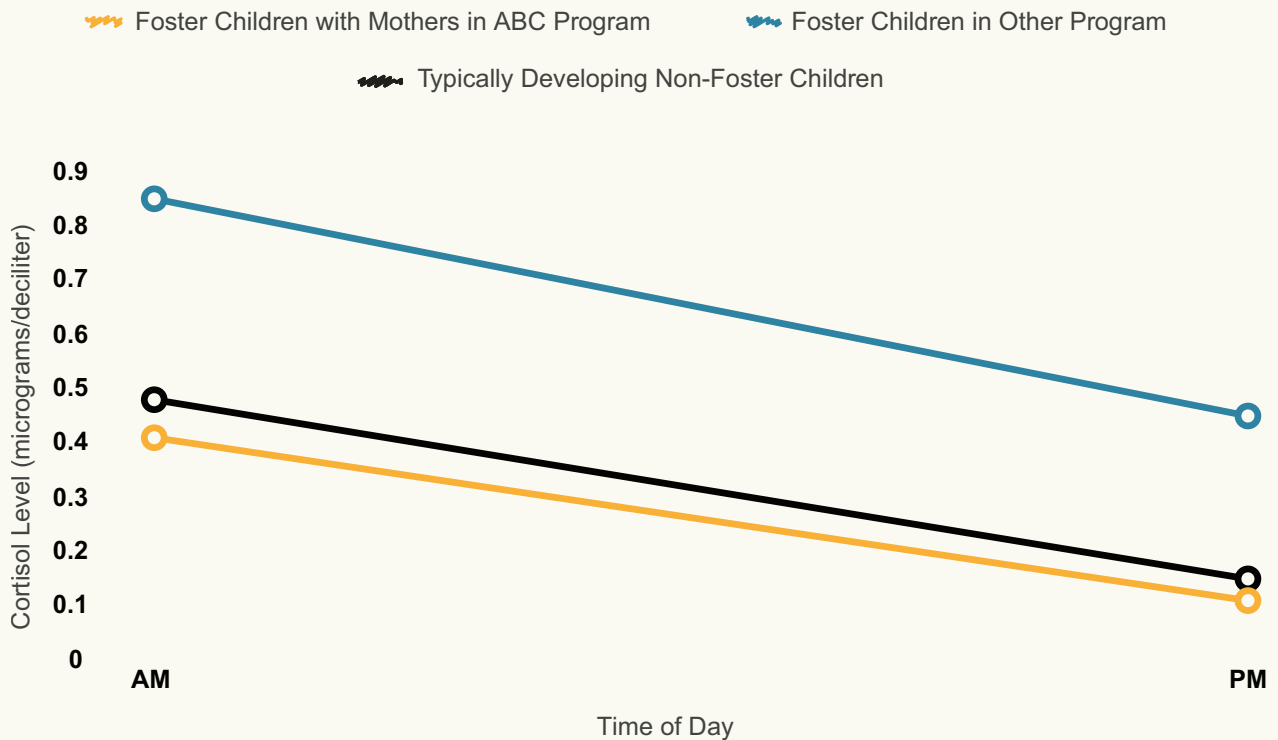 Foster Children with Mothers in ABC Program
Foster Children in Other Program
Typically Developing Non-Foster Children
0.9
0.8
0.7
0.6
0.5
0.4
0.3
0.2
0.1
0
Cortisol Level (micrograms/deciliter)
AM
PM
Time of Day